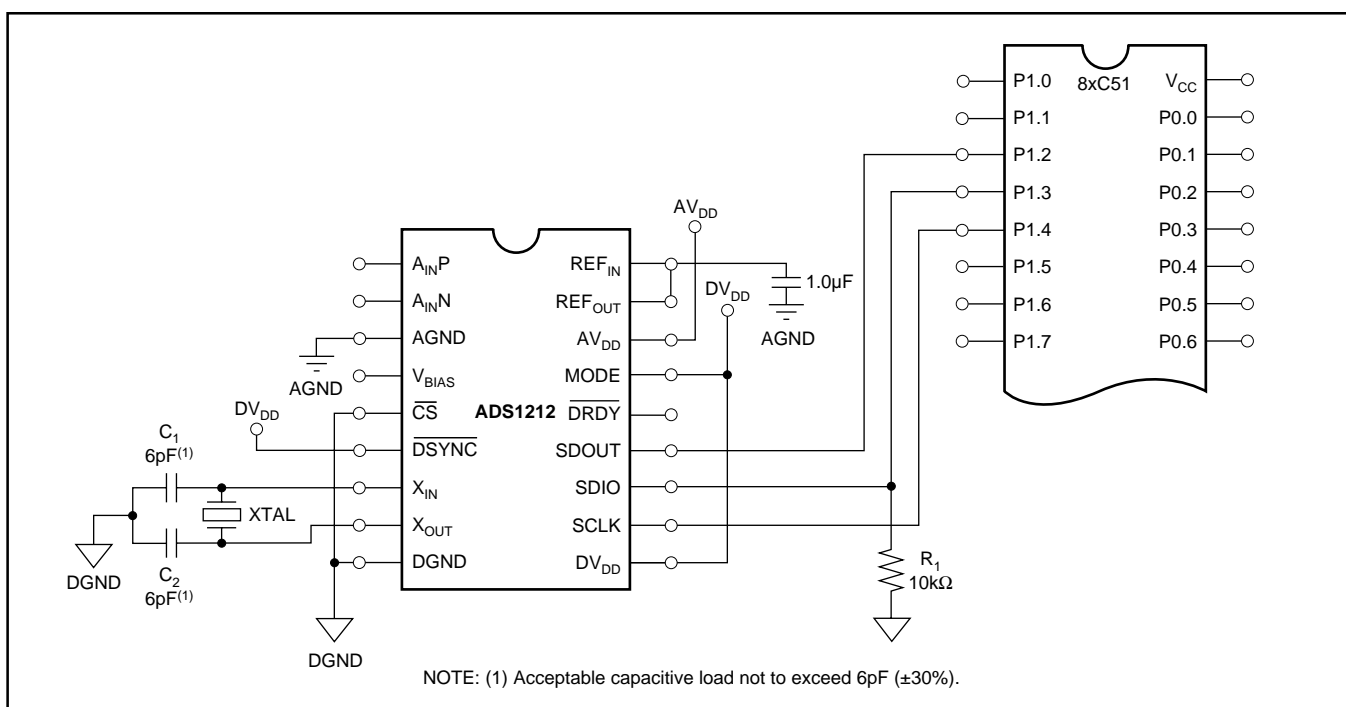 8xC51
P1.0
P1.1
P1.2
P1.3
P1.4
P1.5
P1.6
P1.7
VCC
P0.0
P0.1
P0.2
P0.3
P0.4
P0.5
P0.6
AVDD
DVDD
1.0µF
AGND
ADS1212
AINP
AINN
AGND
VBIAS
CS
DSYNC
XIN
XOUT
DGND
REFIN
REFOUT
AVDD
MODE
DRDY
SDOUT
SDIO
SCLK
DVDD
AGND
DVDD
C1
6pF(1)
XTAL
C2
6pF(1)
DGND
DGND
R1
10kΩ
NOTE: (1) Acceptable capacitive load not to exceed 6pF (±30%).